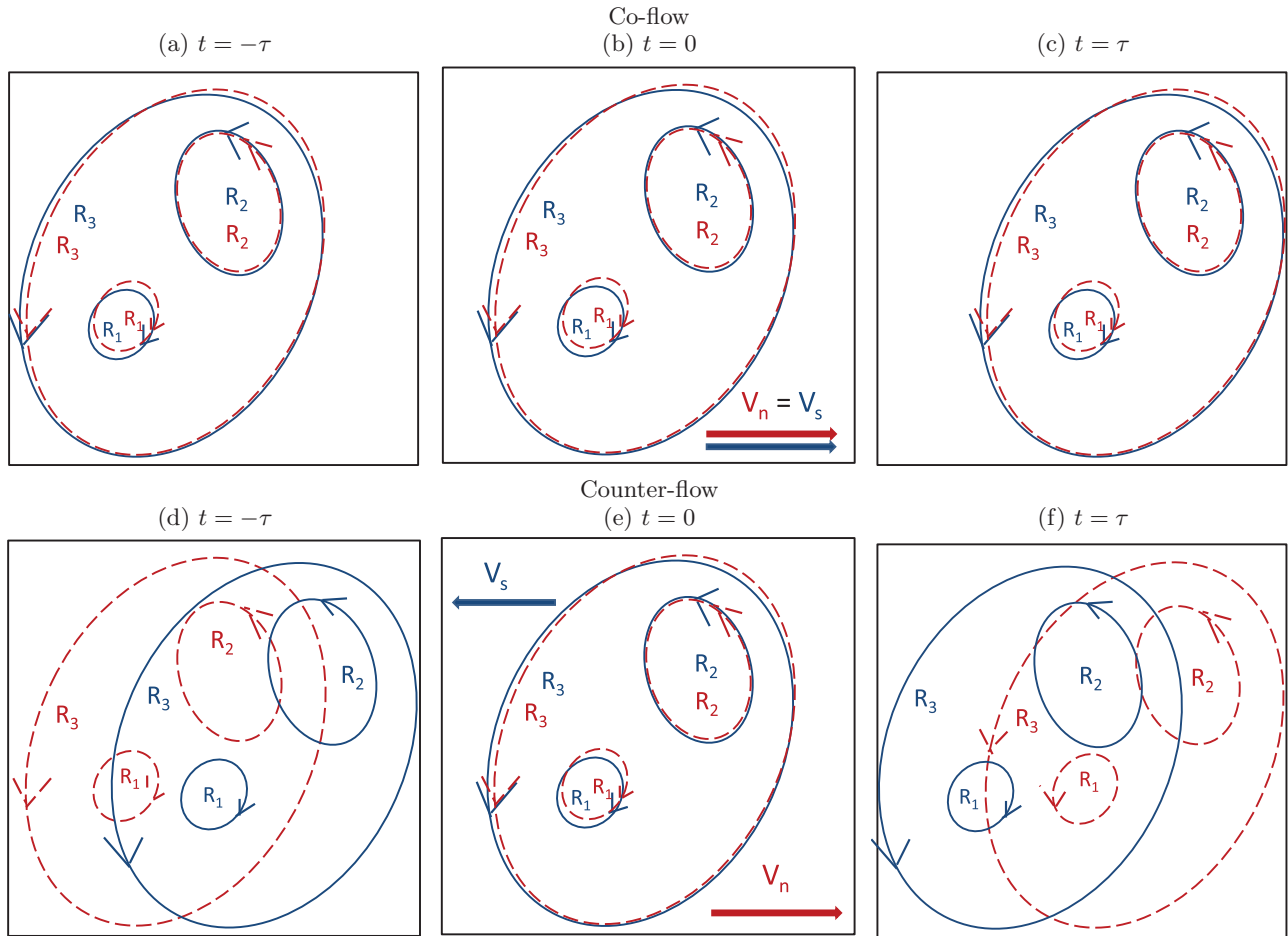 Co-flow
(a) t = −τ
(b) t = 0
(c) t = τ
R₂
R₂
R₃
R₃
R₁
R₁
R₂
R₂
R₃
R₃
R₁
R₁
Vₙ = Vₛ
R₂
R₂
R₃
R₃
R₁
R₁
Counter-flow
(d) t = −τ
(e) t = 0
(f) t = τ
R₂
R₂
R₃
R₃
R₁
R₁
Vₛ
R₂
R₂
R₃
R₃
R₁
R₁
Vₙ
R₂
R₂
R₃
R₃
R₁
R₁